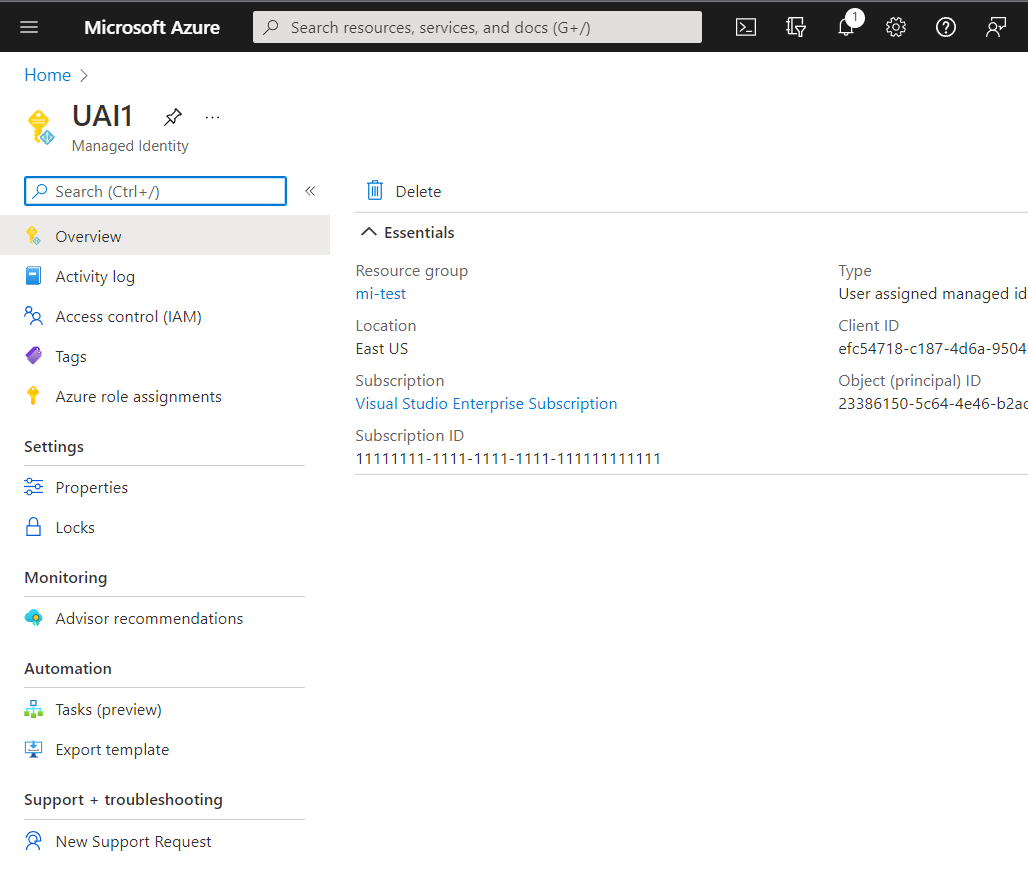 Microsoft Azure
Search resources, services, and docs (G+/)
1
Home
UAI1
...
Managed Identity
Search (Ctrl+/)
«
Overview
Activity log
Access control (IAM)
Tags
Azure role assignments
Settings
Properties
Locks
Monitoring
Advisor recommendations
Automation
Tasks (preview)
Export template
Support + troubleshooting
New Support Request
Delete
Essentials
Resource group
mi-test
Location
East US
Subscription
Visual Studio Enterprise Subscription
Subscription ID
11111111-1111-1111-1111-111111111111
Type
User assigned managed id
Client ID
efc54718-c187-4d6a-9504
Object (principal) ID
23386150-5c64-4e46-b2ac